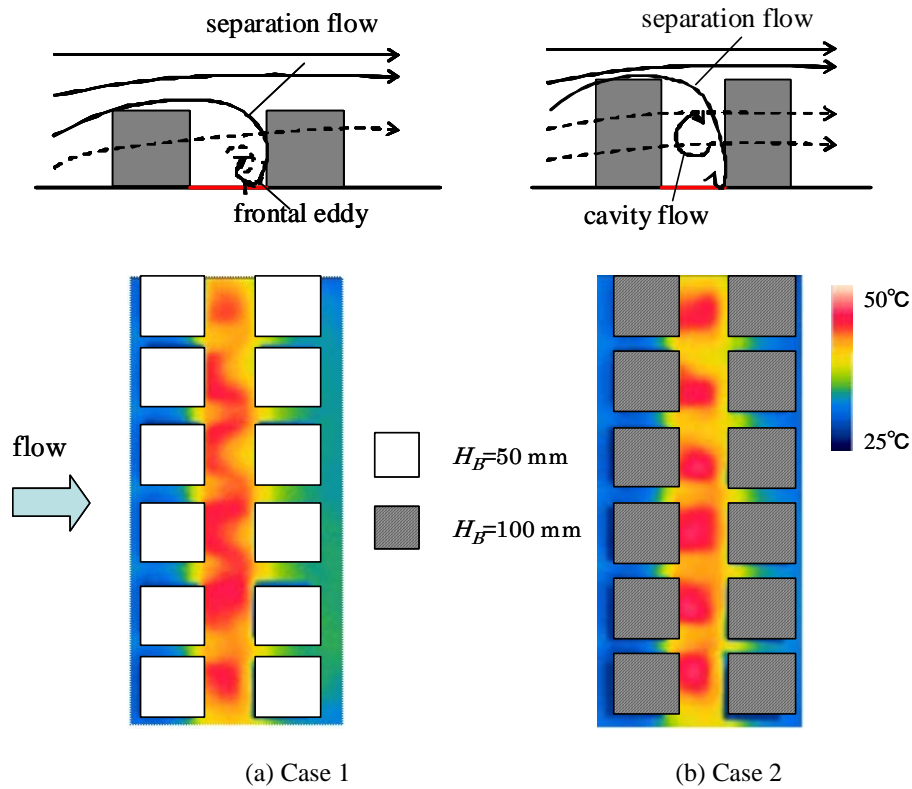 separation flow
frontal eddy
separation flow
cavity flow
flow
H_B=50 mm
H_B=100 mm
50℃
25℃
(a) Case 1
(b) Case 2